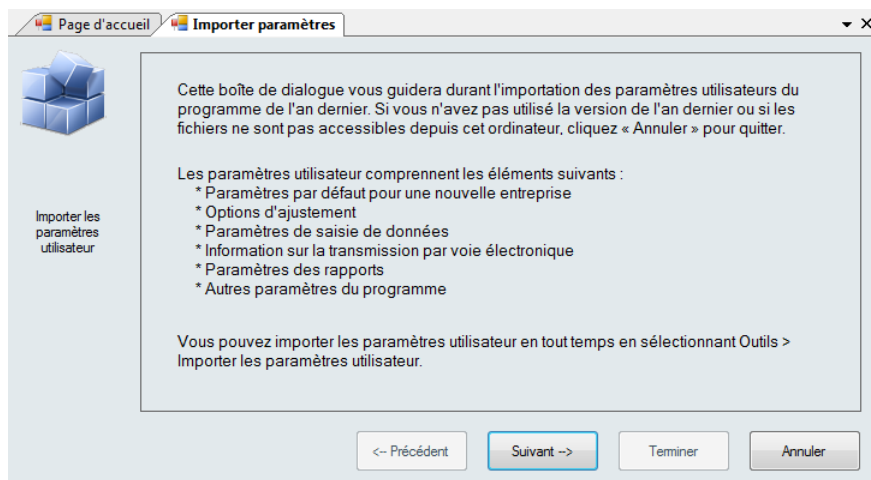 Page d'accueil
Importer paramètres
Cette boîte de dialogue vous guidera durant l'importation des paramètres utilisateurs du
programme de l'an dernier. Si vous n'avez pas utilisé la version de l'an dernier ou si les
fichiers ne sont pas accessibles depuis cet ordinateur, cliquez « Annuler » pour quitter.
Les paramètres utilisateur comprennent les éléments suivants :
* Paramètres par défaut pour une nouvelle entreprise
* Options d'ajustement
* Paramètres de saisie de données
* Information sur la transmission par voie électronique
* Paramètres des rapports
* Autres paramètres du programme
Vous pouvez importer les paramètres utilisateur en tout temps en sélectionnant Outils >
Importer les paramètres utilisateur.
Importer les
paramètres
utilisateur
<-- Précédent
Suivant -->
Terminer
Annuler